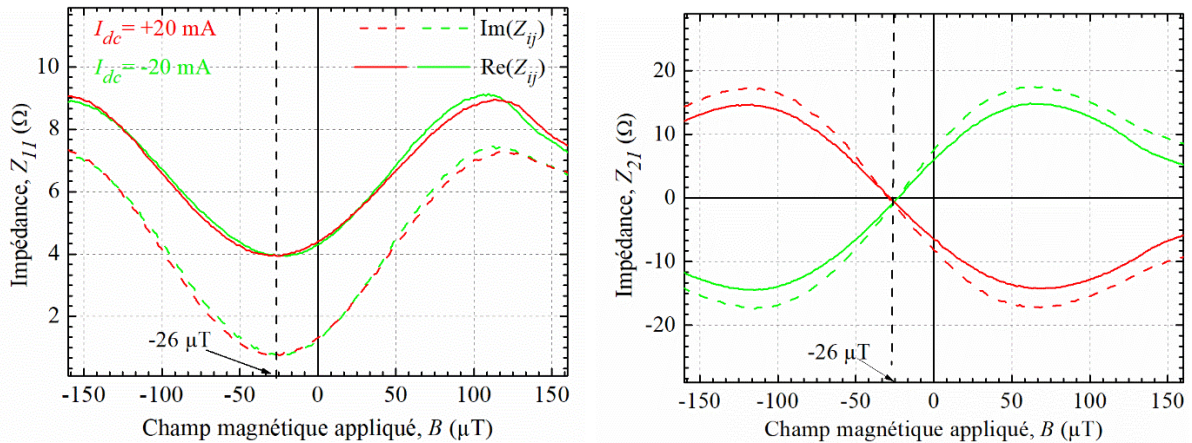 I_dc= +20 mA
I_dc= -20 mA
Im(Z_ij)
Re(Z_ij)
10
8
6
4
2
Impédance, Z_11 (Ω)
-26 µT
-150 -100 -50 0 50 100 150
Champ magnétique appliqué, B (µT)
20
10
0
-10
-20
Impédance, Z_21 (Ω)
-26 µT
-150 -100 -50 0 50 100 150
Champ magnétique appliqué, B (µT)